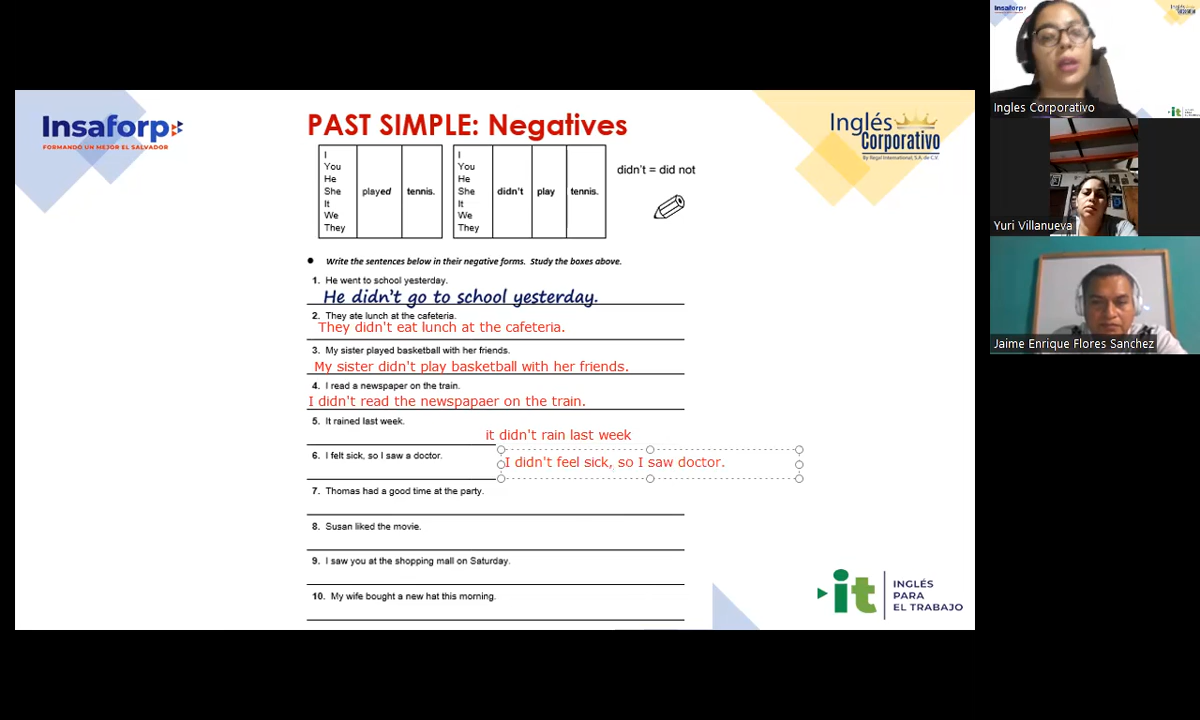 Insaforp
FORMANDO UN MEJOR EL SALVADOR
PAST SIMPLE: Negatives
Inglés
Corporativo
By Regal International, S.A. de C.V.
I
You
He
She
It
We
They
played
tennis.
I
You
He
She
It
We
They
didn't
play
tennis.
didn't = did not
● Write the sentences below in their negative forms. Study the boxes above.
1. He went to school yesterday.
He didn't go to school yesterday.
2. They ate lunch at the cafeteria.
They didn't eat lunch at the cafeteria.
3. My sister played basketball with her friends.
My sister didn't play basketball with her friends.
4. I read a newspaper on the train.
I didn't read the newspapaer on the train.
5. It rained last week.
it didn't rain last week
6. I felt sick, so I saw a doctor.
I didn't feel sick, so I saw doctor.
7. Thomas had a good time at the party.
8. Susan liked the movie.
9. I saw you at the shopping mall on Saturday.
10. My wife bought a new hat this morning.
it
INGLÉS
PARA
EL TRABAJO
Insaforp
Ingles Corporativo
Yuri Villanueva
Jaime Enrique Flores Sanchez